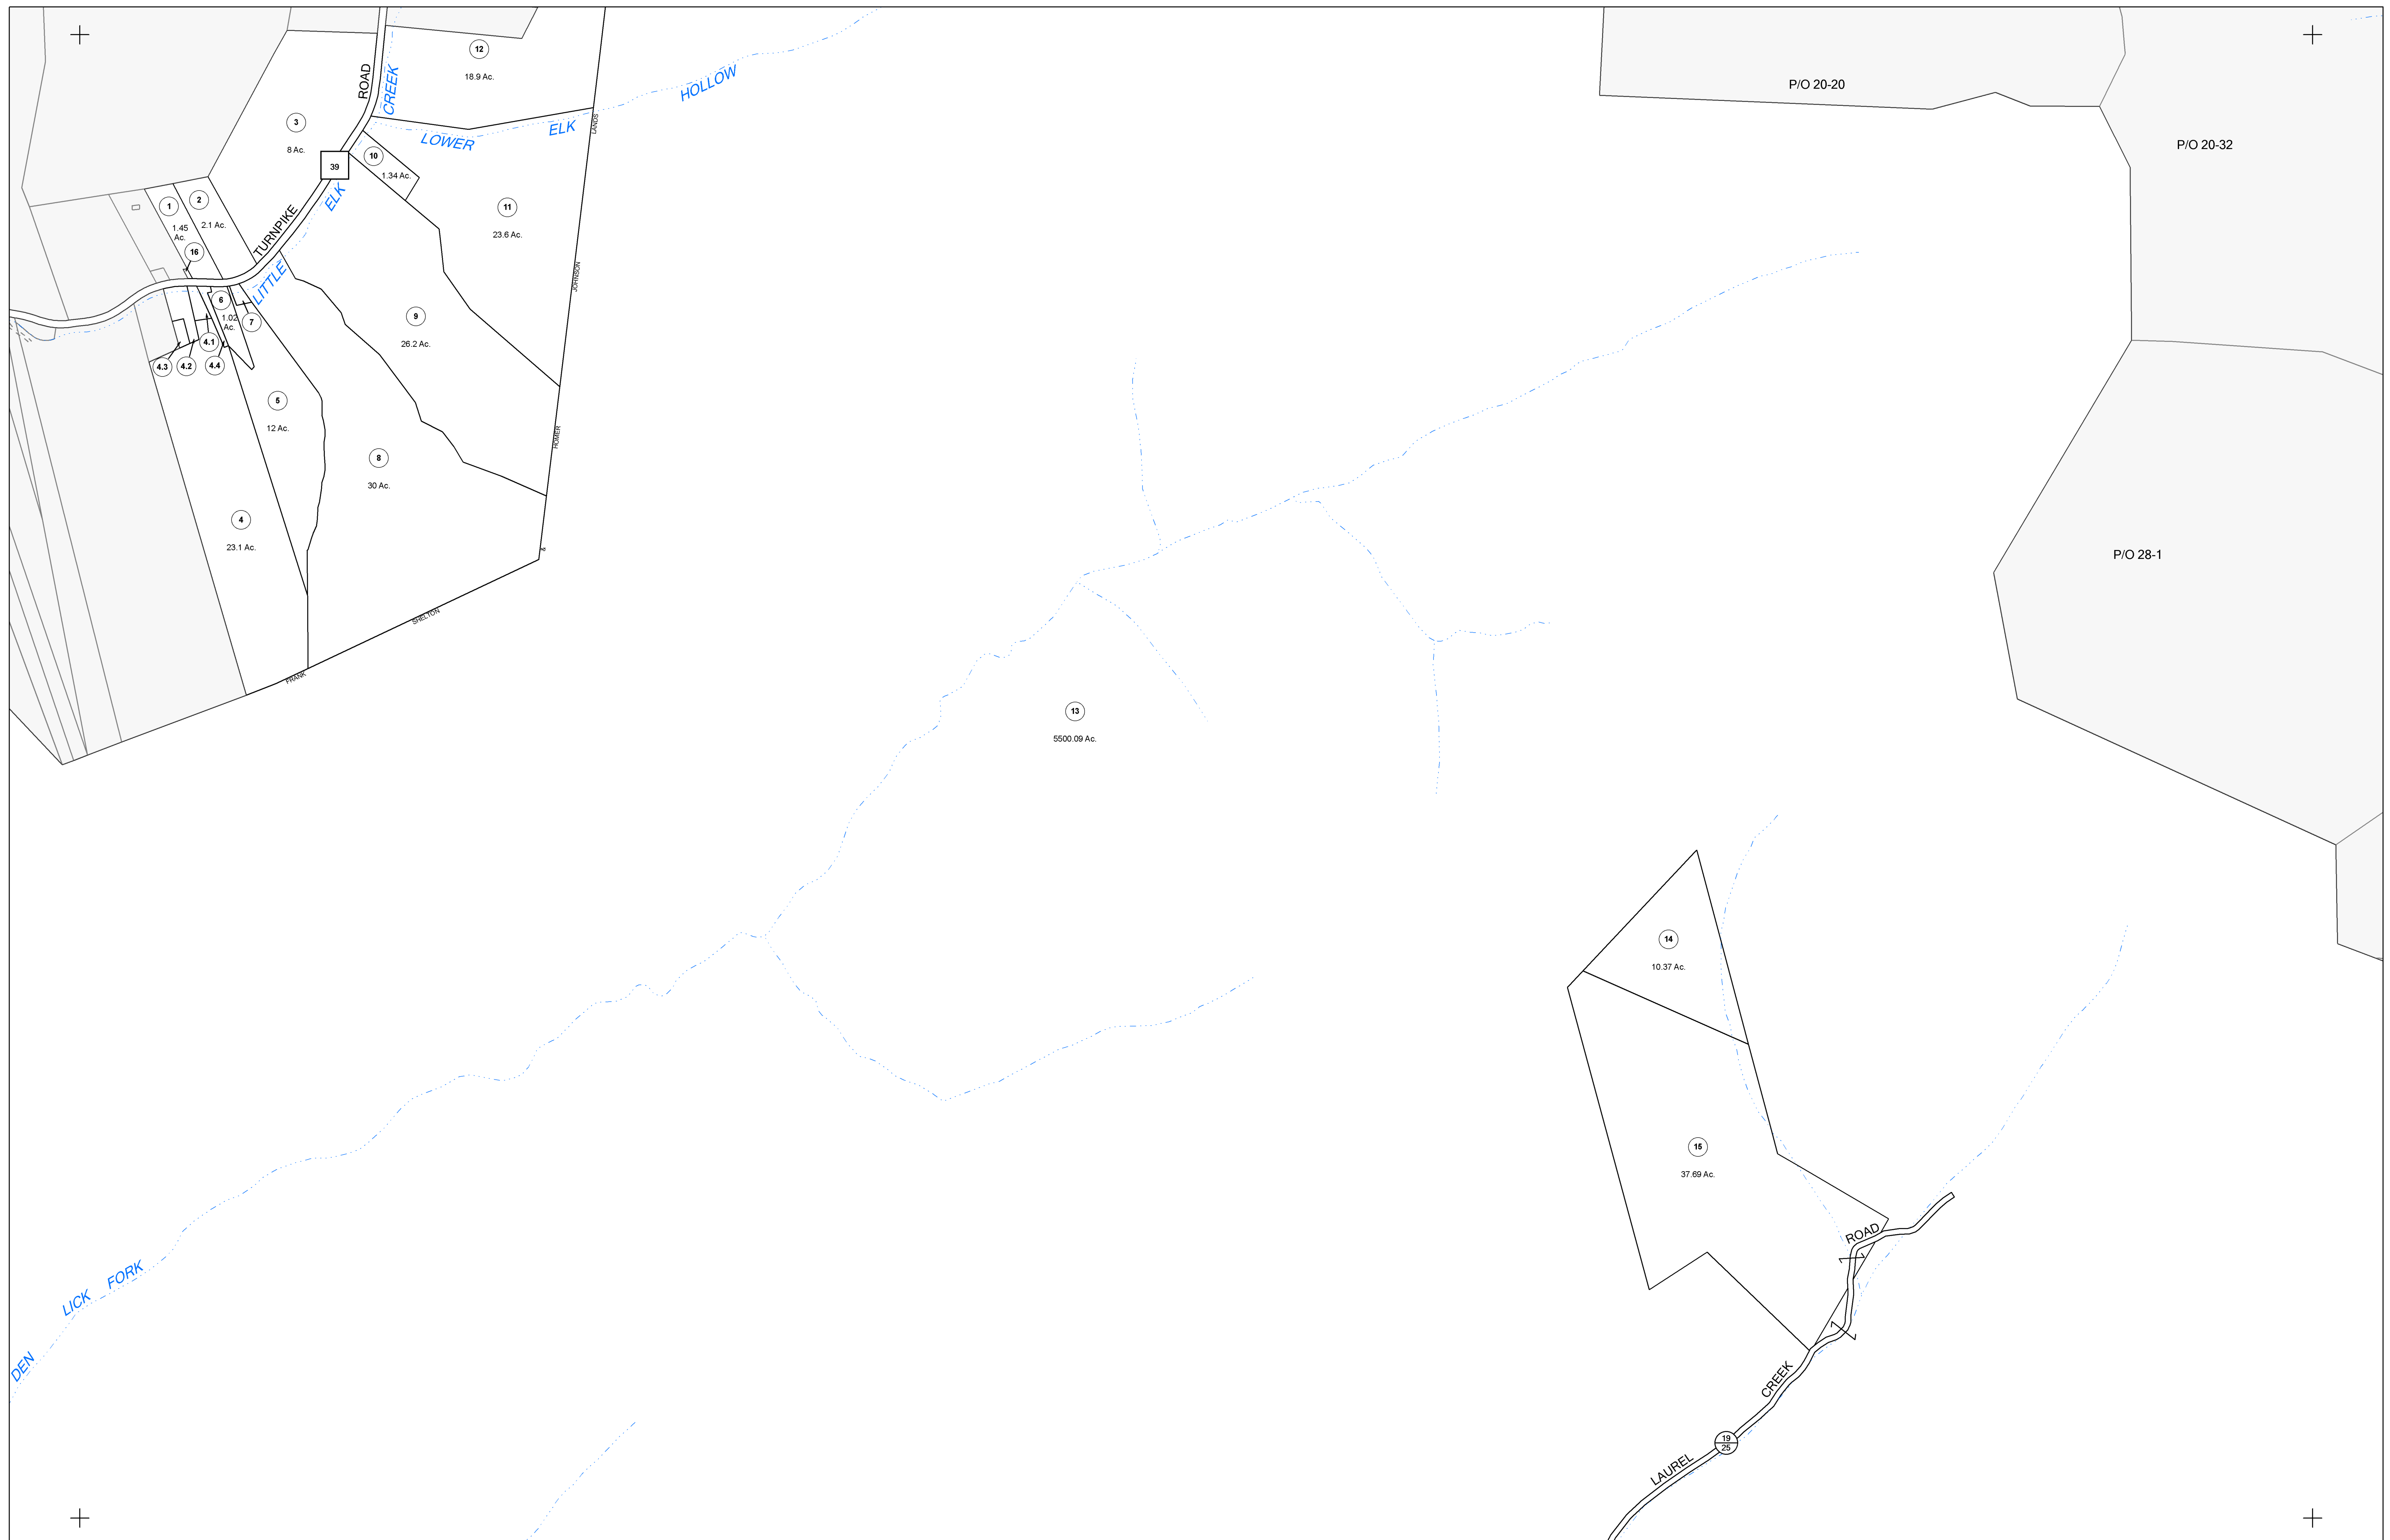 12
18.9 Ac.
HOLLOW
P/O 20-20
ROAD
CREEK
3
8 Ac.
LOWER
ELK
LANDS
P/O 20-32
10
1.34 Ac.
39
ELK
1
1.45
Ac.
2
2.1 Ac.
TURNPIKE
11
23.6 Ac.
16
LITTLE
JOHNSON
6
1.02
Ac.
7
9
26.2 Ac.
4.1
4.3
4.2
4.4
5
12 Ac.
HOMER
8
30 Ac.
4
23.1 Ac.
&
P/O 28-1
SHELTON
FRANK
13
5500.09 Ac.
14
10.37 Ac.
15
37.69 Ac.
ROAD
FORK
LICK
DEN
CREEK
19
25
LAUREL